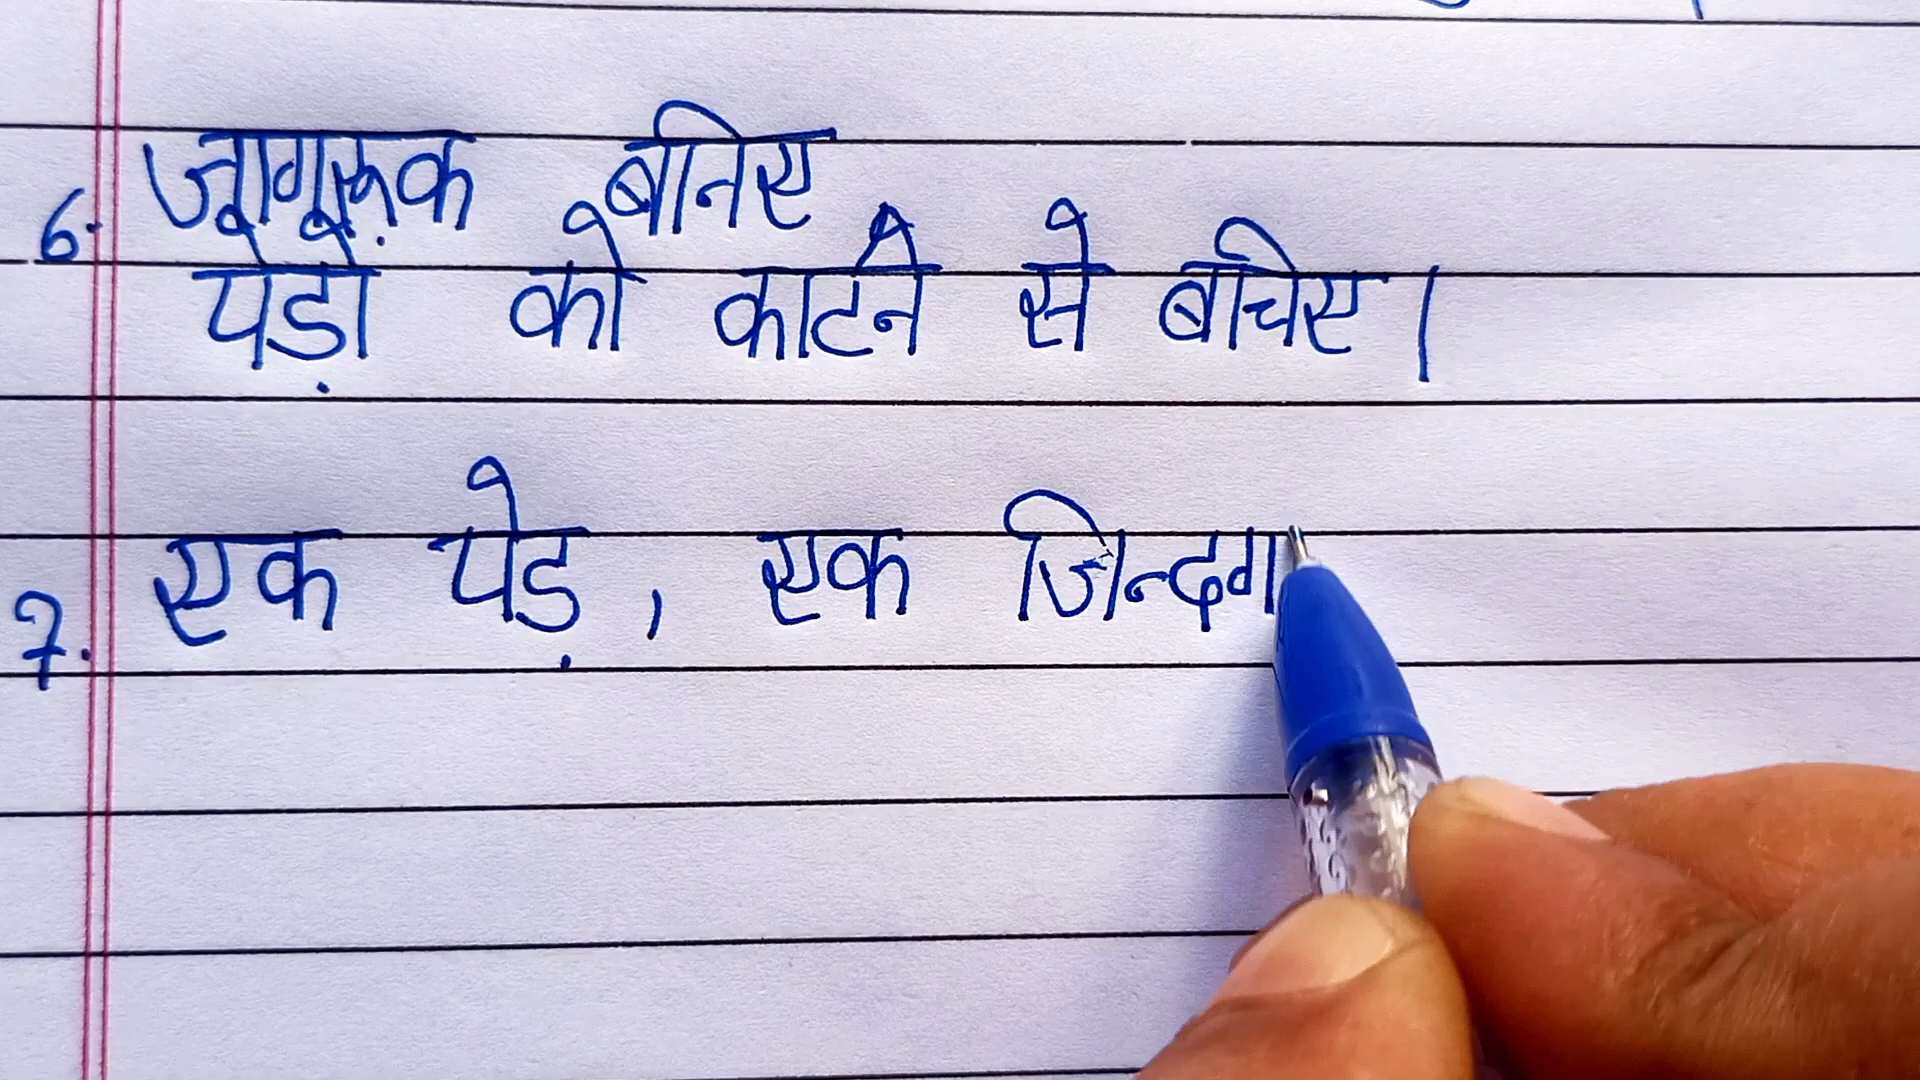 6. जागरूक बनिए
पेड़ो को काटने से बचिए।
7. एक पेड़, एक जिन्दग